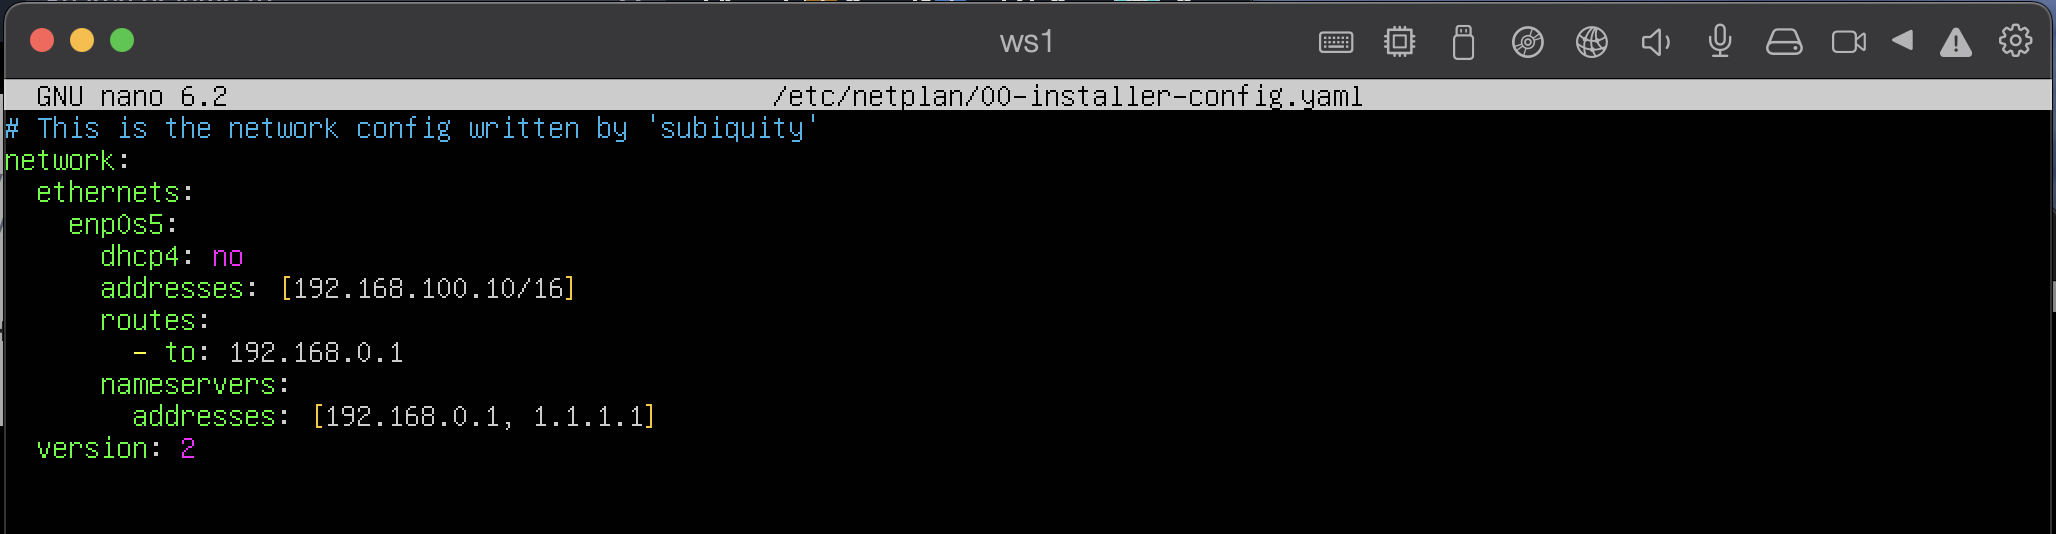 ws1
GNU nano 6.2 /etc/netplan/00-installer-config.yaml
# This is the network config written by 'subiquity'
network:
  ethernets:
    enp0s5:
      dhcp4: no
      addresses: [192.168.100.10/16]
      routes:
        - to: 192.168.0.1
      nameservers:
        addresses: [192.168.0.1, 1.1.1.1]
  version: 2